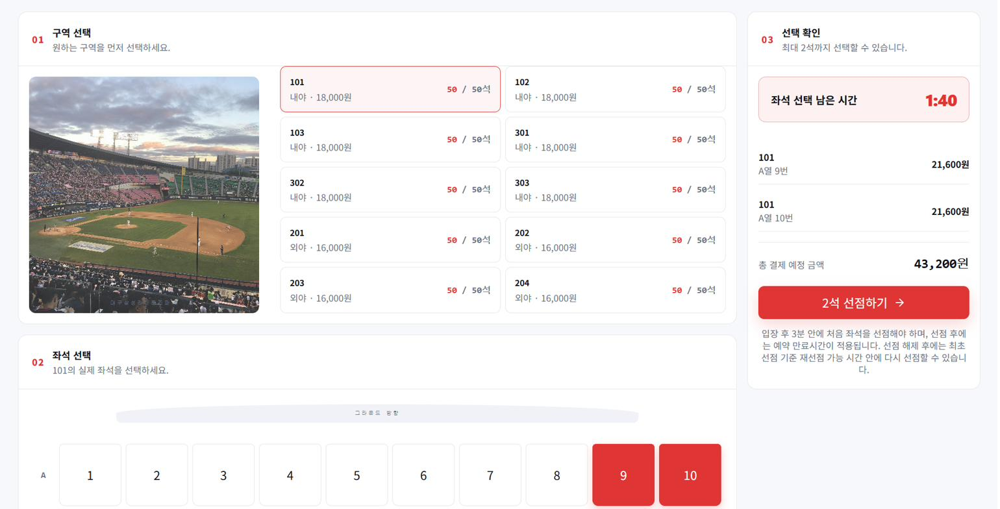 01
구역 선택
원하는 구역을 먼저 선택하세요.
101
내야 · 18,000원
50 / 50석
102
내야 · 18,000원
50 / 50석
103
내야 · 18,000원
50 / 50석
301
내야 · 18,000원
50 / 50석
302
내야 · 18,000원
50 / 50석
303
내야 · 18,000원
50 / 50석
201
외야 · 16,000원
50 / 50석
202
외야 · 16,000원
50 / 50석
203
외야 · 16,000원
50 / 50석
204
외야 · 16,000원
50 / 50석
02
좌석 선택
101의 실제 좌석을 선택하세요.
그라운드 방향
A 1 2 3 4 5 6 7 8 9 10
03
선택 확인
최대 2석까지 선택할 수 있습니다.
좌석 선택 남은 시간 1:40
101
A열 9번
21,600원
101
A열 10번
21,600원
총 결제 예정 금액 43,200원
2석 선점하기 →
입장 후 3분 안에 처음 좌석을 선점해야 하며, 선점 후에
는 예약 만료시간이 적용됩니다. 선점 해제 후에는 최초
선점 기준 재선점 가능 시간 안에 다시 선점할 수 있습니
다.